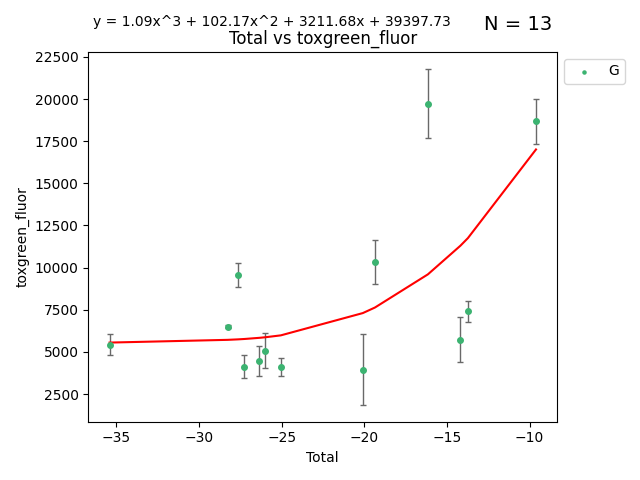 y = 1.09x^3 + 102.17x^2 + 3211.68x + 39397.73
N = 13
Total vs toxgreen_fluor
G
22500
20000
17500
15000
12500
10000
7500
5000
2500
toxgreen_fluor
−35
−30
−25
−20
−15
−10
Total